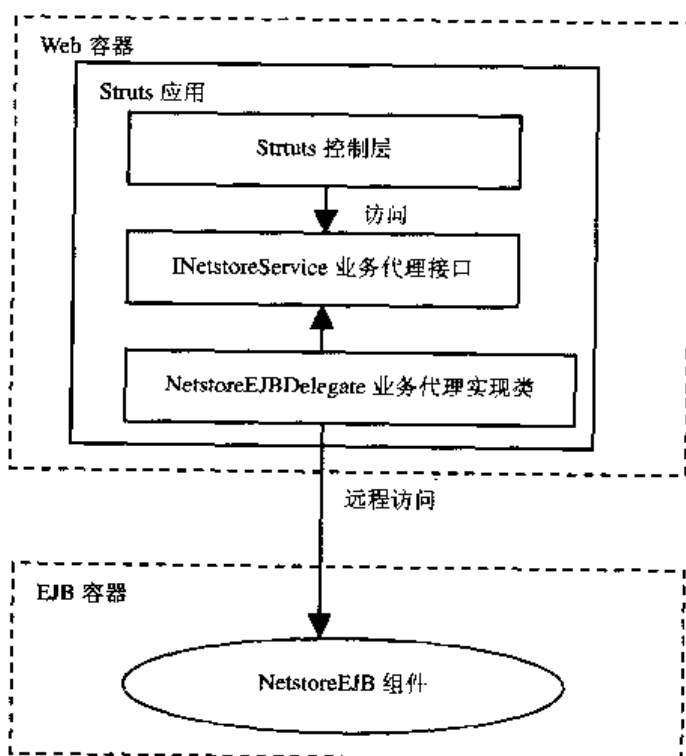 Web 容器
Struts 应用
Strtuts 控制层
访问
INetstoreService 业务代理接口
NetstoreEJBDelegate 业务代理实现类
远程访问
EJB 容器
NetstoreEJB 组件